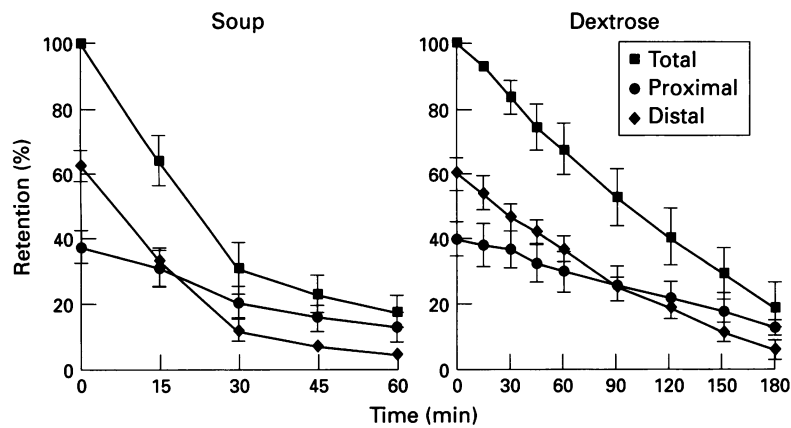 Soup
Dextrose
Retention (%)
100
80
60
40
20
0
0 15 30 45 60
100
80
60
40
20
0
0 30 60 90 120 150 180
Total
Proximal
Distal
Time (min)